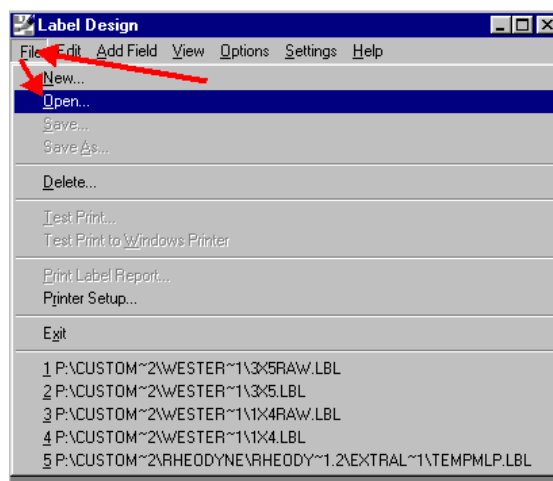 Label Design
File Edit Add Field View Options Settings Help
New...
Open...
Save...
Save As...
Delete...
Test Print...
Test Print to Windows Printer
Print Label Report...
Printer Setup...
Exit
1 P:\CUSTOM~2\WESTER~1\3X5RAW.LBL
2 P:\CUSTOM~2\WESTER~1\3X5.LBL
3 P:\CUSTOM~2\WESTER~1\1X4RAW.LBL
4 P:\CUSTOM~2\WESTER~1\1X4.LBL
5 P:\CUSTOM~2\RHEODYNE\RHEODY~1.2\EXTRAL~1\TEMPMLP.LBL